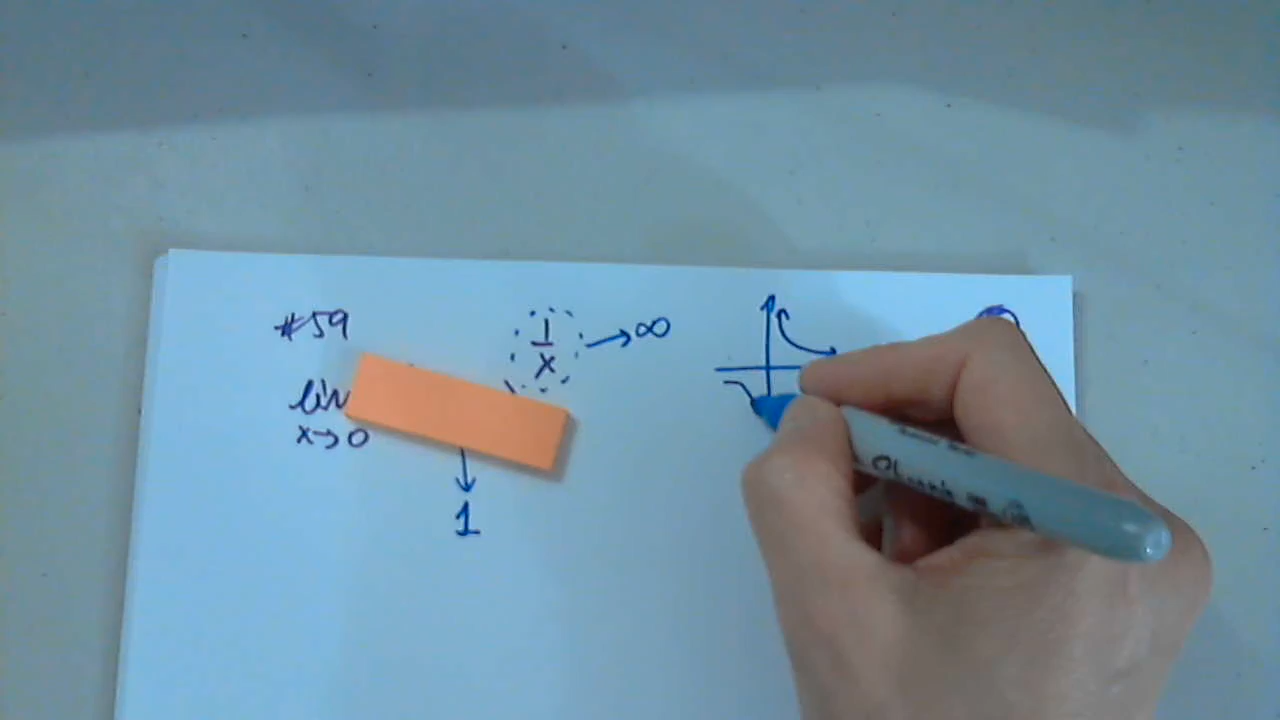 #59
1/x → ∞
lim
x→0
↓
1